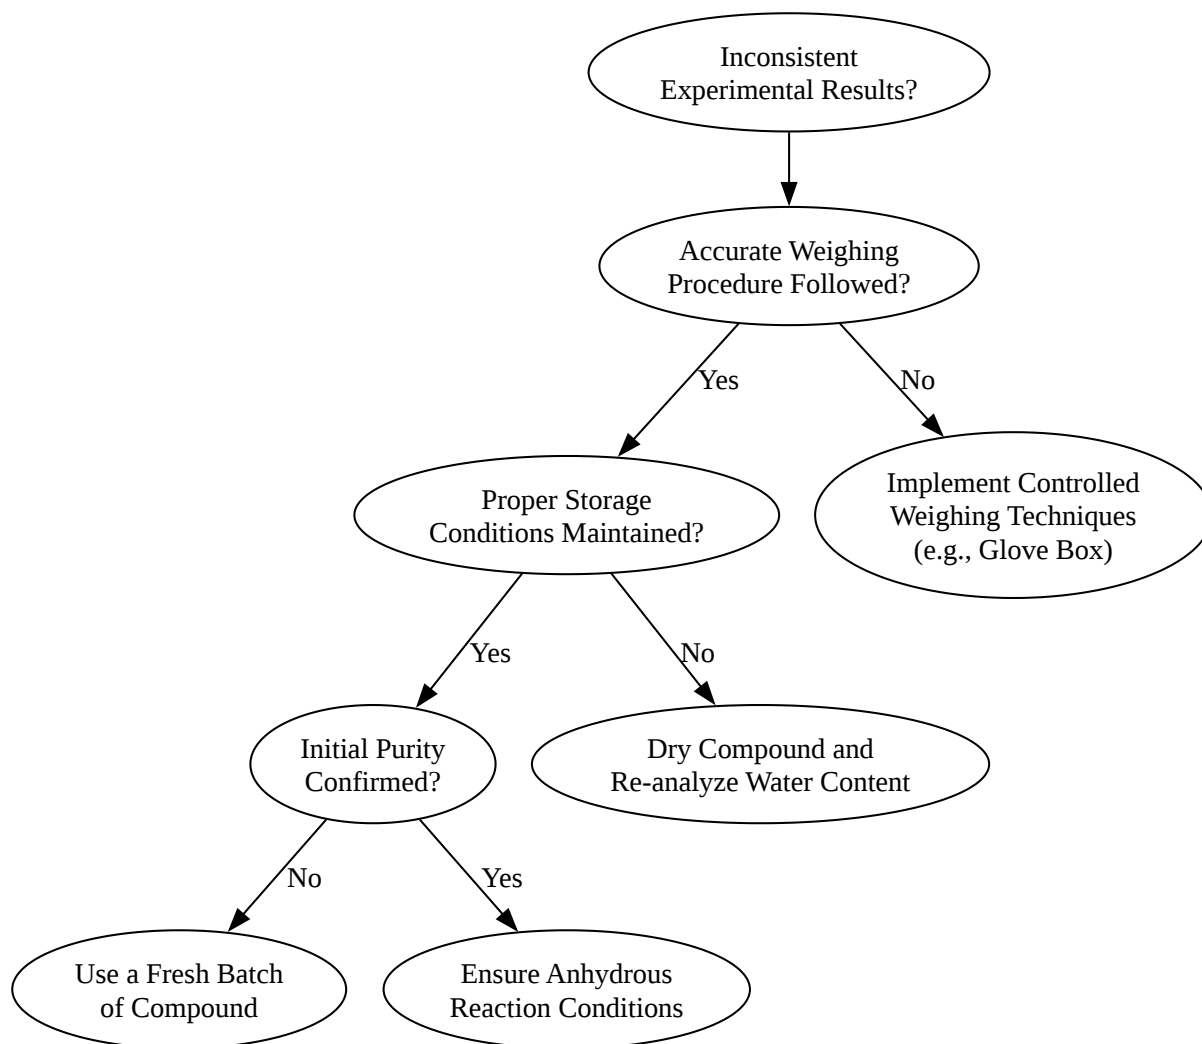 Inconsistent
Experimental Results?
Accurate Weighing
Procedure Followed?
Yes
No
Proper Storage
Conditions Maintained?
Implement Controlled
Weighing Techniques
(e.g., Glove Box)
Yes
No
Initial Purity
Confirmed?
Dry Compound and
Re-analyze Water Content
No
Yes
Use a Fresh Batch
of Compound
Ensure Anhydrous
Reaction Conditions